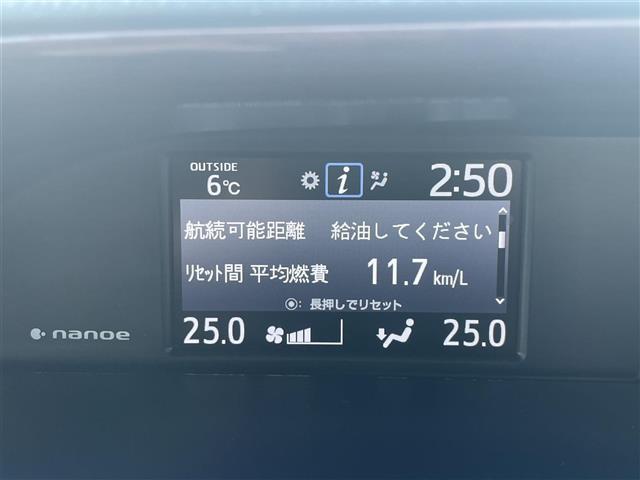 OUTSIDE
6℃
i
2:50
航続可能距離 給油してください
ﾘｾｯﾄ間 平均燃費 11.7 km/L
◉: 長押しでリセット
nanoe
25.0
25.0